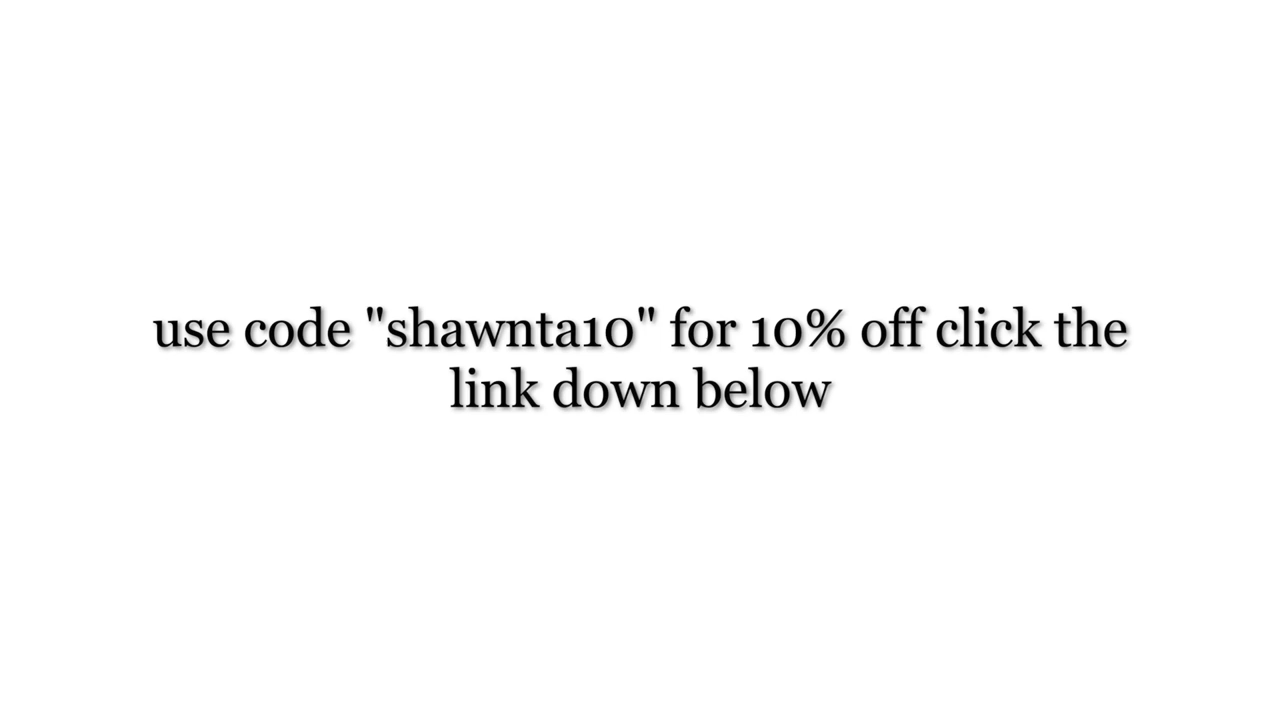 use code "shawnta10" for 10% off click the
link down below